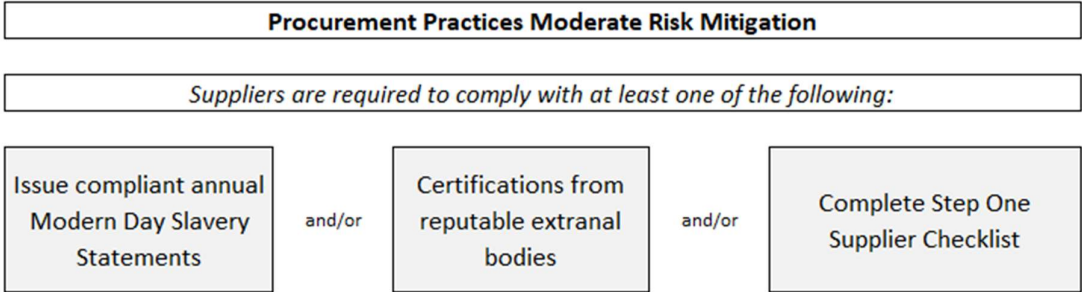 Procurement Practices Moderate Risk Mitigation
Suppliers are required to comply with at least one of the following:
Issue compliant annual
Modern Day Slavery
Statements
and/or
Certifications from
reputable extranal
bodies
and/or
Complete Step One
Supplier Checklist